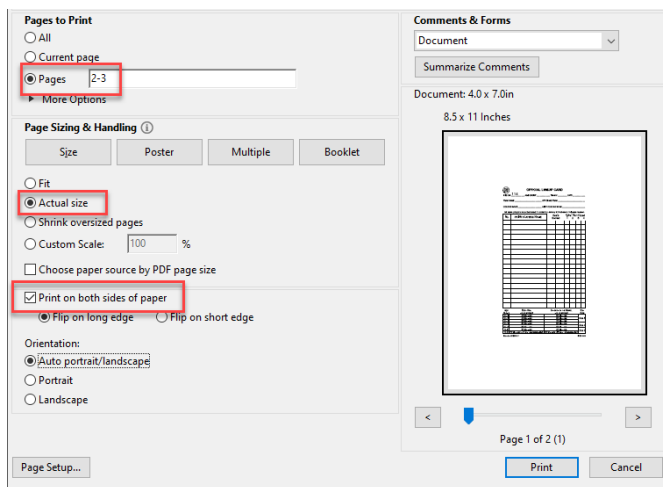 Pages to Print
All
Current page
Pages 2-3
More Options
Page Sizing & Handling
Size Poster Multiple Booklet
Fit
Actual size
Shrink oversized pages
Custom Scale: 100 %
Choose paper source by PDF page size
Print on both sides of paper
Flip on long edge Flip on short edge
Orientation:
Auto portrait/landscape
Portrait
Landscape
Page Setup...
Comments & Forms
Document
Summarize Comments
Document: 4.0 x 7.0in
8.5 x 11 Inches
OFFICIAL LINEUP CARD
< >
Page 1 of 2 (1)
Print Cancel